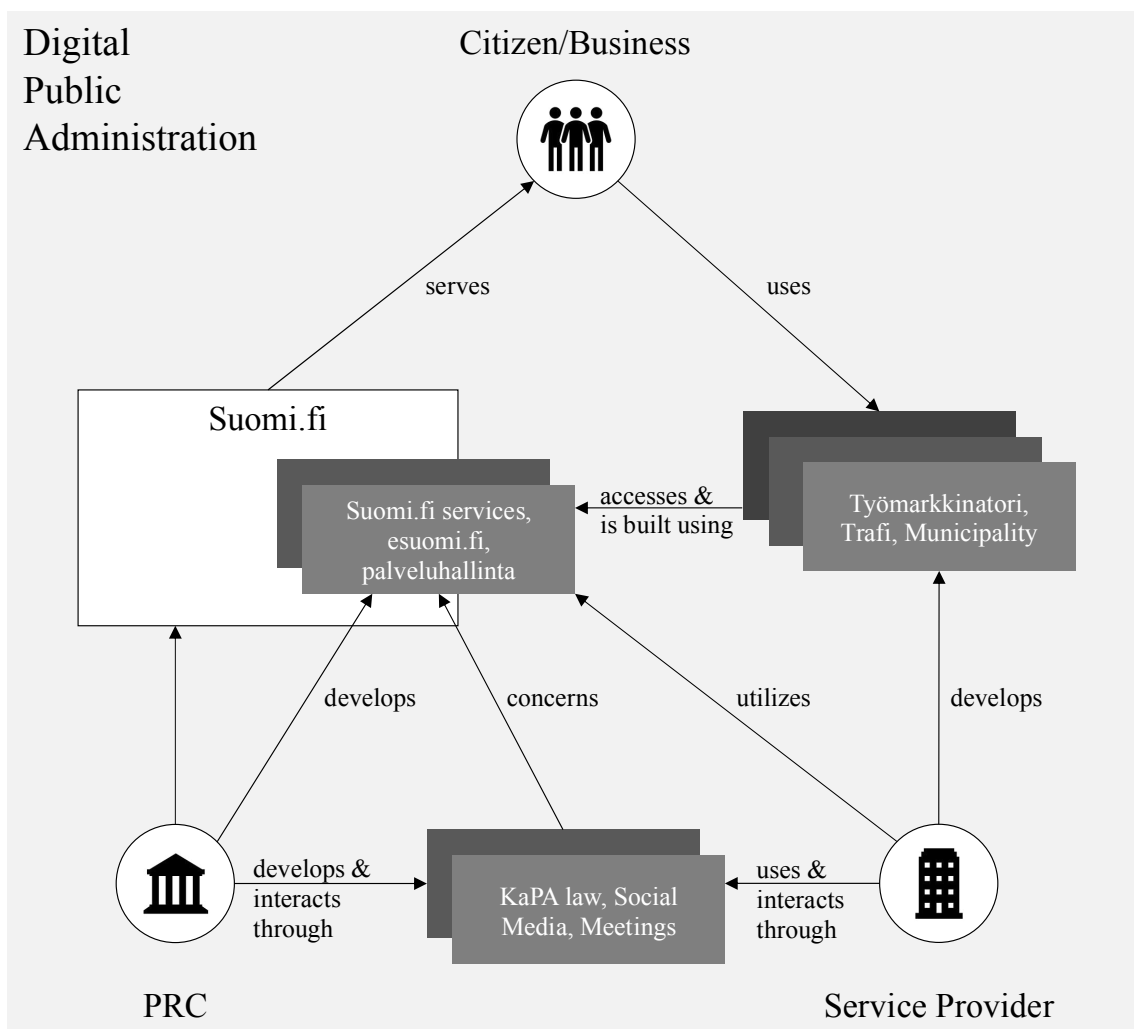 Digital
Public
Administration
Citizen/Business
serves
uses
Suomi.fi
Suomi.fi services,
esuomi.fi,
palveluhallinta
accesses &
is built using
Työmarkkinatori,
Trafi, Municipality
develops
concerns
utilizes
develops
develops &
interacts
through
KaPA law, Social
Media, Meetings
uses &
interacts
through
PRC
Service Provider